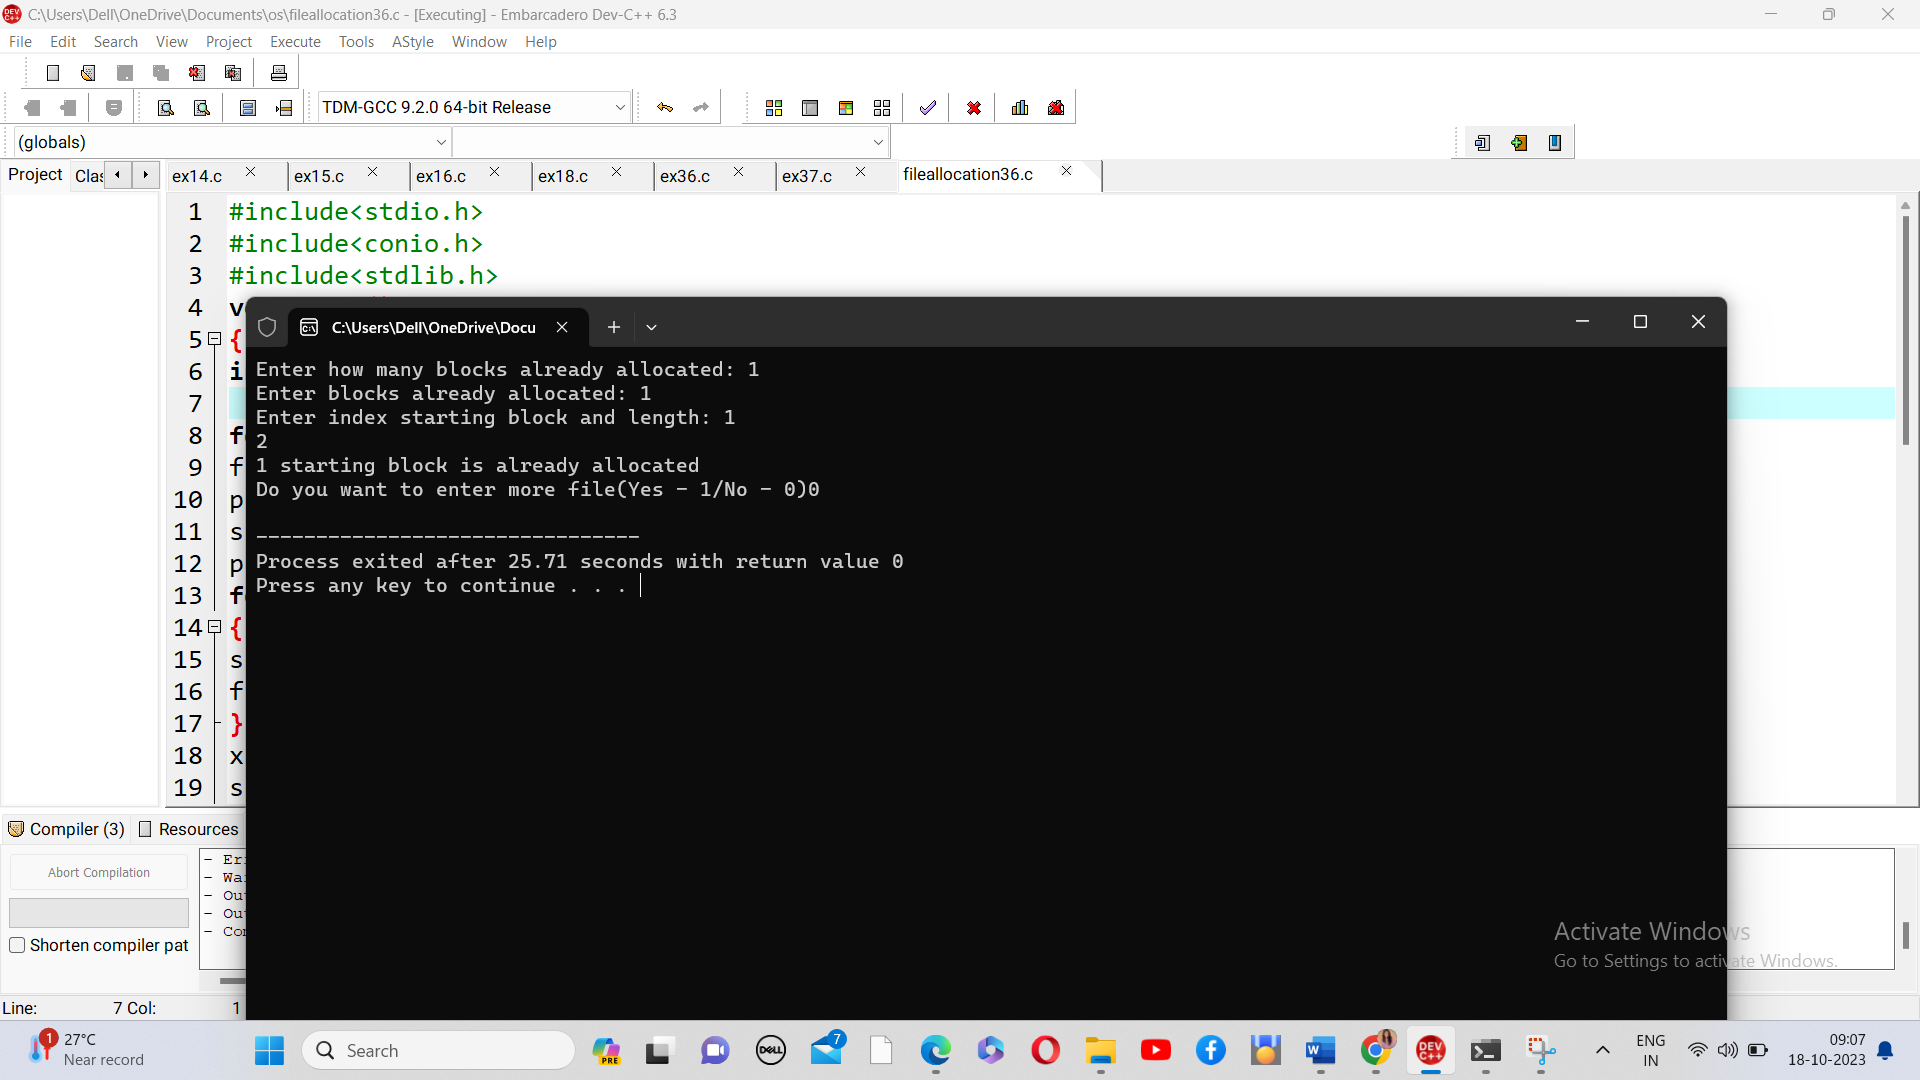 C:\Users\Dell\OneDrive\Documents\os\fileallocation36.c - [Executing] - Embarcadero Dev-C++ 6.3
File Edit Search View Project Execute Tools AStyle Window Help
TDM-GCC 9.2.0 64-bit Release
(globals)
Project Clas ex14.c ex15.c ex16.c ex18.c ex36.c ex37.c fileallocation36.c
1 #include<stdio.h>
2 #include<conio.h>
3 #include<stdlib.h>
4 v
5 {
6 i
7
8 f
9 f
10 p
11 s
12 p
13 f
14 {
15 s
16 f
17 }
18 x
19 s
C:\Users\Dell\OneDrive\Docu
Enter how many blocks already allocated: 1
Enter blocks already allocated: 1
Enter index starting block and length: 1
2
1 starting block is already allocated
Do you want to enter more file(Yes - 1/No - 0)0
--------------------------------
Process exited after 25.71 seconds with return value 0
Press any key to continue . . .
Compiler (3) Resources
Abort Compilation
Shorten compiler pat
- Er
- Wa
- Ou
- Ou
- Co
Activate Windows
Go to Settings to activate Windows.
Line: 7 Col: 1
1
27°C
Near record
Search
PRE
DELL
7
W
DEV
C++
ENG
IN
09:07
18-10-2023